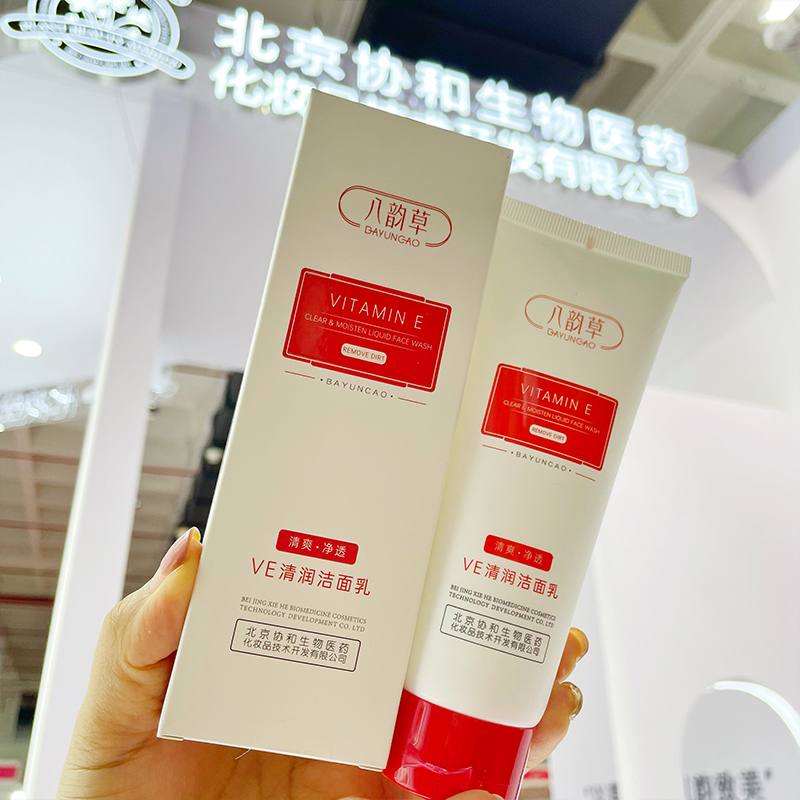 北京协和生物医药
化妆品技术开发有限公司
八韵草
BAYUNCAO
VITAMIN E
CLEAR & MOISTEN LIQUID FACE WASH
REMOVE DIRT
·BAYUNCAO·
清爽·净透
VE清润洁面乳
BEI JING XIE HE BIOMEDICINE COSMETICS
TECHNOLOGY DEVELOPMENT CO, LTD
北京协和生物医药
化妆品技术开发有限公司
八韵草
BAYUNCAO
VITAMIN E
CLEAR & MOISTEN LIQUID FACE WASH
REMOVE DIRT
·BAYUNCAO·
清爽·净透
VE清润洁面乳
BEI JING XIE HE BIOMEDICINE COSMETICS
TECHNOLOGY DEVELOPMENT CO, LTD
北京协和生物医药
化妆品技术开发有限公司